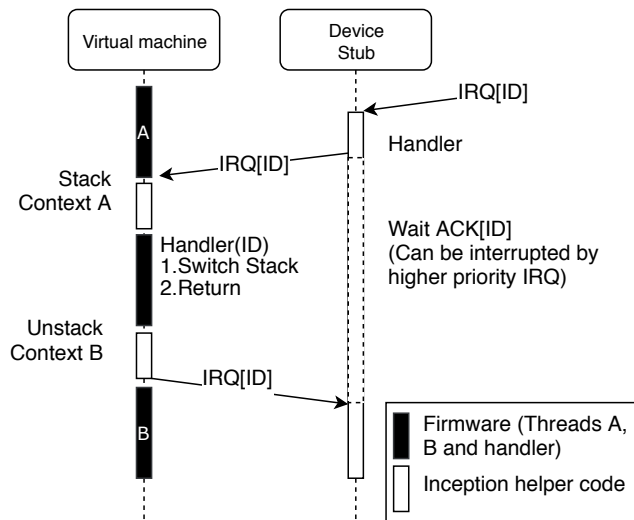 Virtual machine
Device
Stub
IRQ[ID]
A
IRQ[ID]
Handler
Stack
Context A
Handler(ID)
1.Switch Stack
2.Return
Wait ACK[ID]
(Can be interrupted by
higher priority IRQ)
Unstack
Context B
IRQ[ID]
B
Firmware (Threads A,
B and handler)
Inception helper code